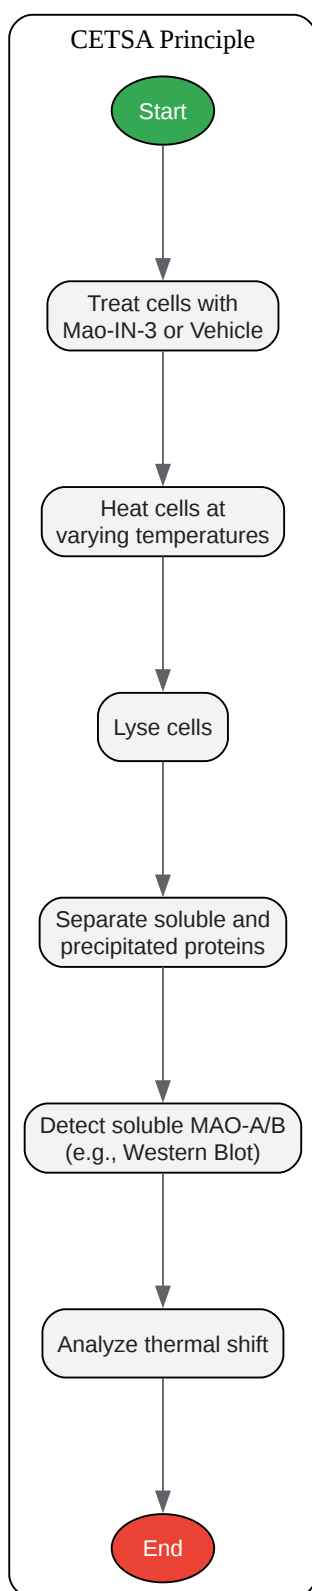 CETSA Principle
Start
Treat cells with
Mao-IN-3 or Vehicle
Heat cells at
varying temperatures
Lyse cells
Separate soluble and
precipitated proteins
Detect soluble MAO-A/B
(e.g., Western Blot)
Analyze thermal shift
End